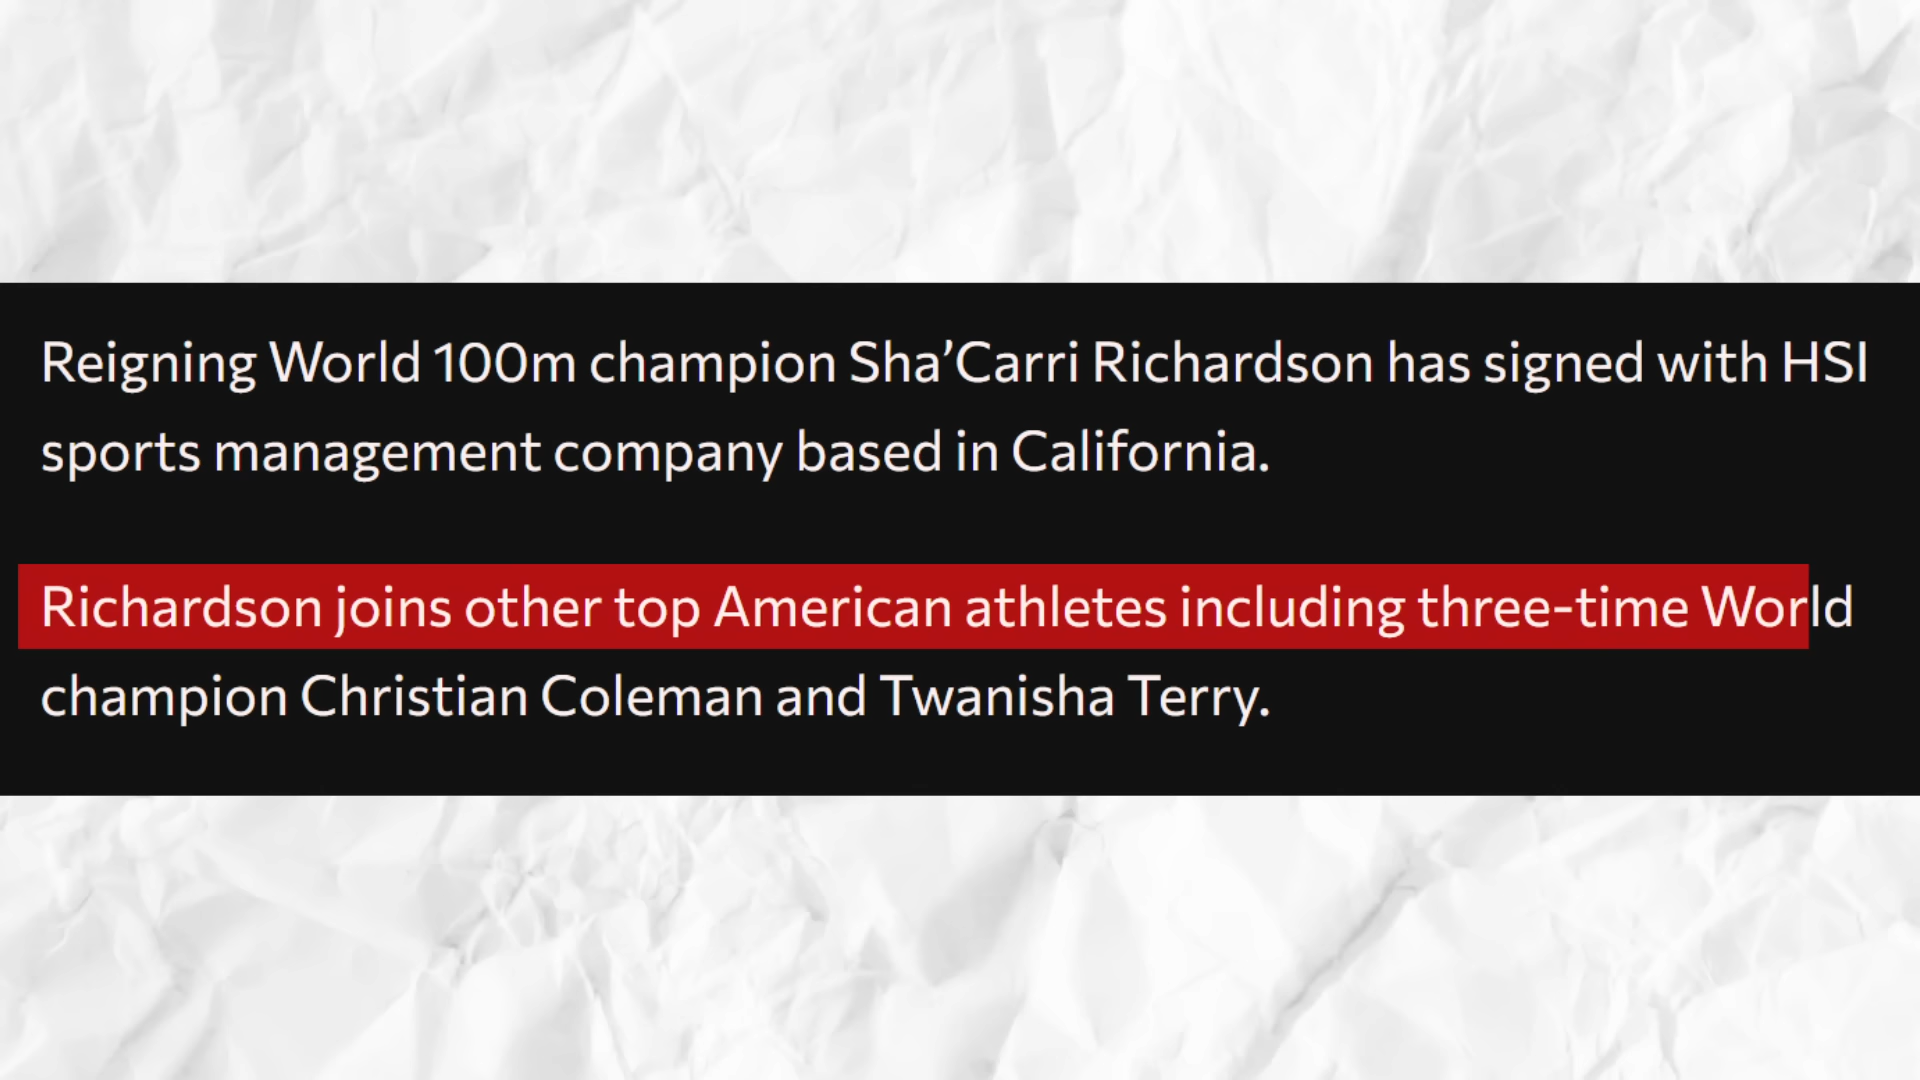 Reigning World 100m champion Sha’Carri Richardson has signed with HSI
sports management company based in California.
Richardson joins other top American athletes including three-time World
champion Christian Coleman and Twanisha Terry.